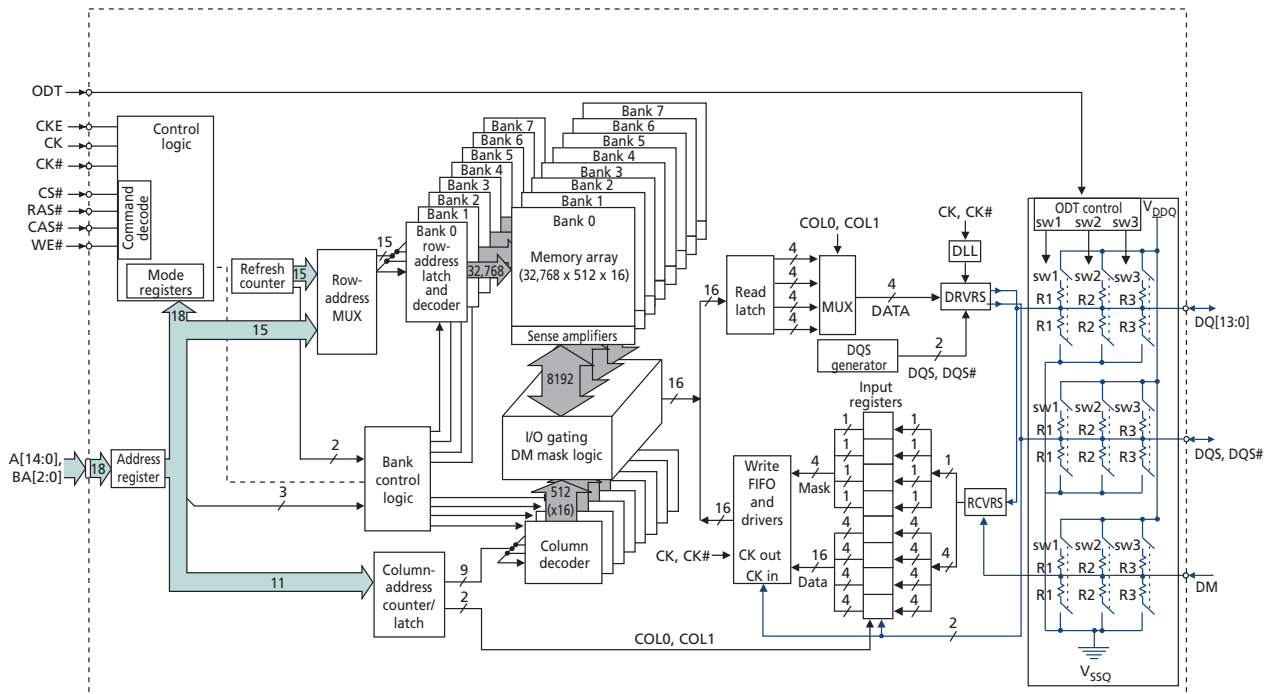 ODT
CKE
CK
CK#
CS#
RAS#
CAS#
WE#
Control
logic
Command
decode
Mode
registers
Refresh
counter
15
Row-
address
MUX
15
18
15
Bank 7
Bank 6
Bank 5
Bank 4
Bank 3
Bank 2
Bank 1
Bank 0
row-
address
latch
and
decoder
32,768
Bank 7
Bank 6
Bank 5
Bank 4
Bank 3
Bank 2
Bank 1
Bank 0
Memory array
(32,768 x 512 x 16)
Sense amplifiers
8192
16
I/O gating
DM mask logic
512
(x16)
Column
decoder
A[14:0],
BA[2:0]
18
Address
register
2
3
Bank
control
logic
11
Column-
address
counter/
latch
9
2
COL0, COL1
16
Read
latch
4
4
4
4
COL0, COL1
MUX
4
DATA
CK, CK#
DLL
DRVRS
DQS
generator
2
DQS, DQS#
Input
registers
16
Write
FIFO
and
drivers
CK out
CK in
CK, CK#
4
Mask
16
Data
1
1
1
1
4
4
4
4
1
1
1
1
4
4
4
4
1
4
RCVRS
2
ODT control
sw1 sw2 sw3
VDDQ
sw1 sw2 sw3
R1 R2 R3
R1 R2 R3
DQ[13:0]
sw1 sw2 sw3
R1 R2 R3
R1 R2 R3
DQS, DQS#
sw1 sw2 sw3
R1 R2 R3
R1 R2 R3
DM
VSSQ